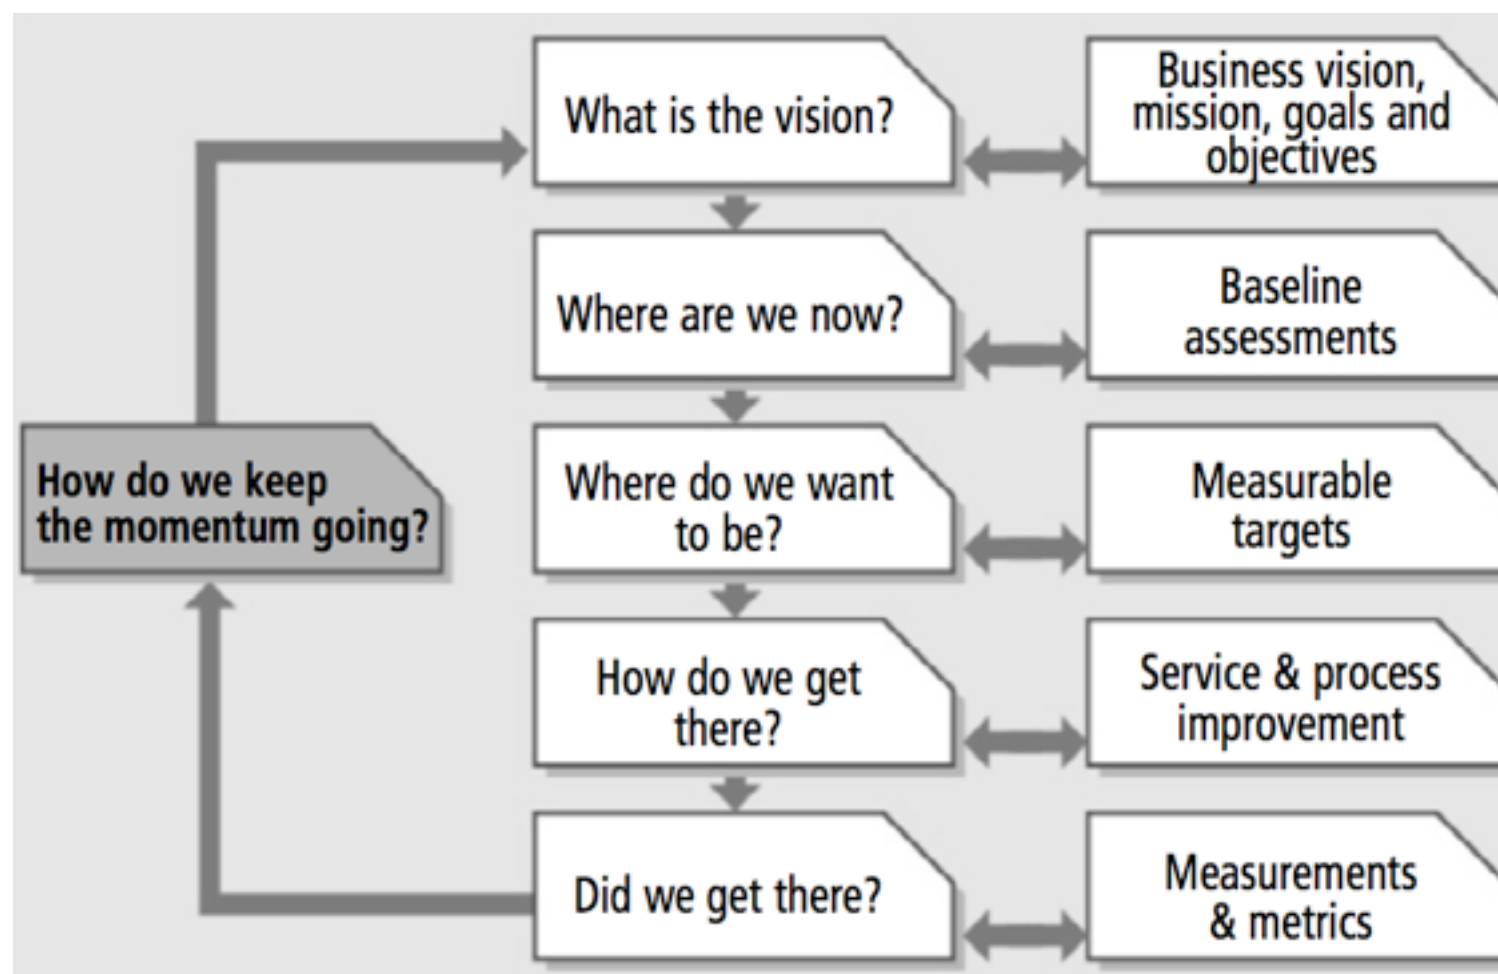 What is the vision?
Business vision,
mission, goals and
objectives
Where are we now?
Baseline
assessments
How do we keep
the momentum going?
Where do we want
to be?
Measurable
targets
How do we get
there?
Service & process
improvement
Did we get there?
Measurements
& metrics